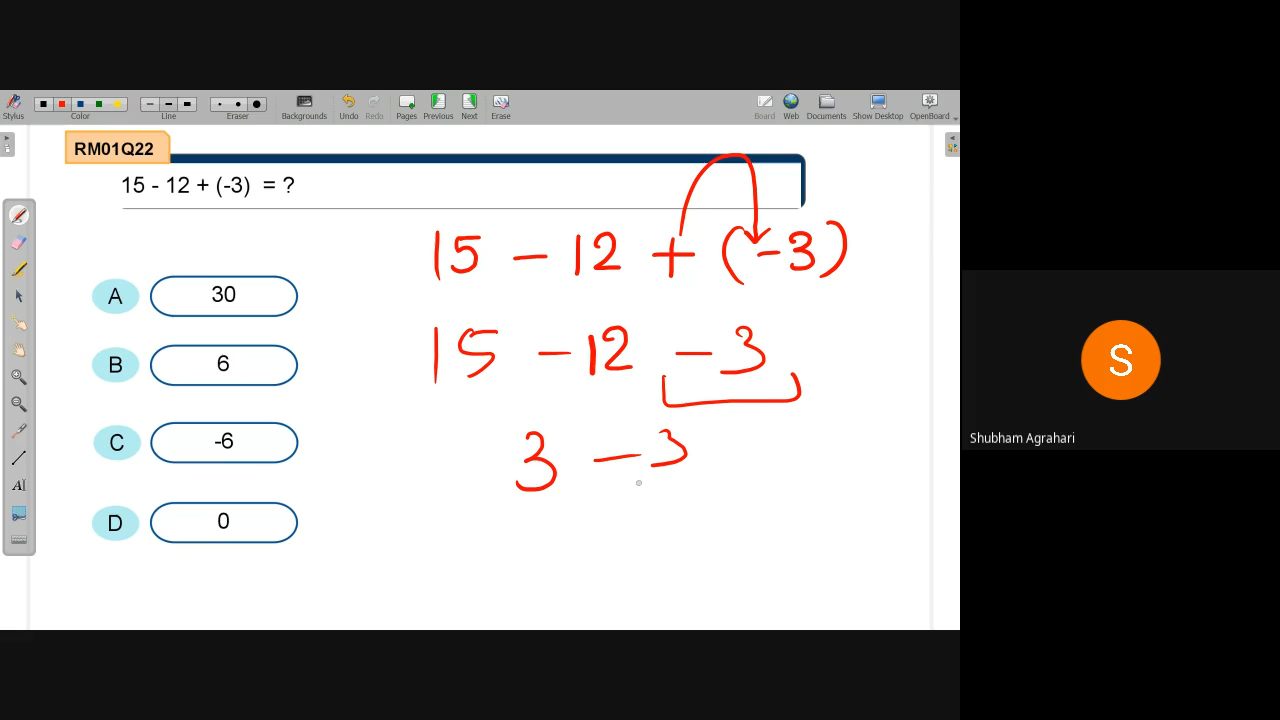 Stylus Color Line Eraser Backgrounds Undo Redo Pages Previous Next Erase Board Web Documents Show Desktop OpenBoard
RM01Q22
15 - 12 + (-3) = ?
15 - 12 + (-3)
A 30
15 - 12 - 3
B 6
C -6
3 - 3
D 0
S
Shubham Agrahari